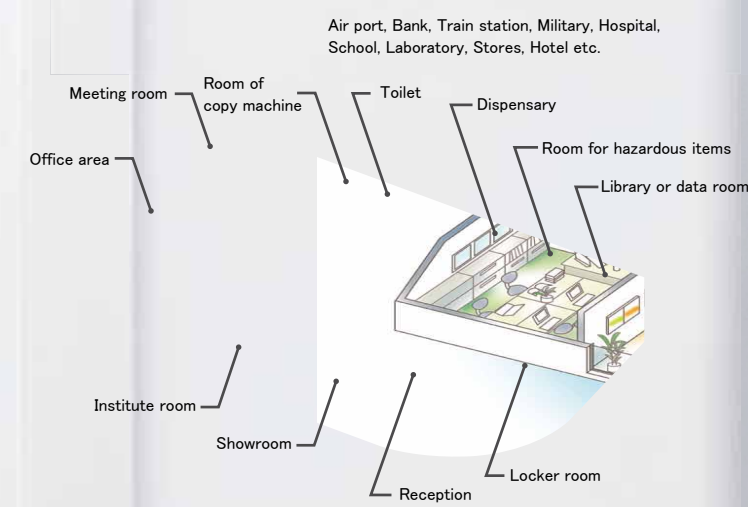 Air port, Bank, Train station, Military, Hospital,
School, Laboratory, Stores, Hotel etc.
Meeting room
Room of
copy machine
Toilet
Dispensary
Room for hazardous items
Office area
Library or data room
Institute room
Showroom
Locker room
Reception